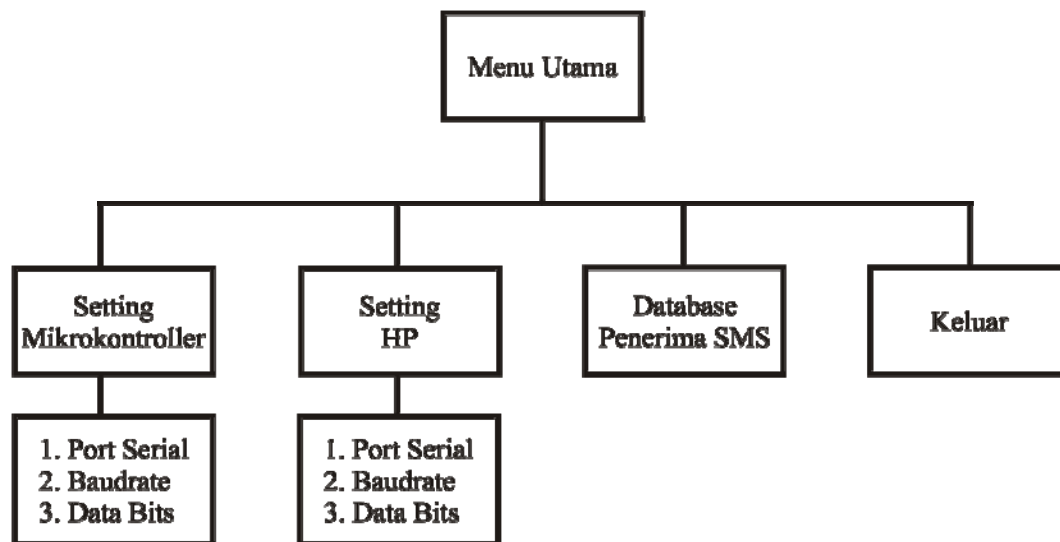 Menu Utama
Setting
Mikrokontroller
Setting
HP
Database
Penerima SMS
Keluar
1. Port Serial
2. Baudrate
3. Data Bits
1. Port Serial
2. Baudrate
3. Data Bits